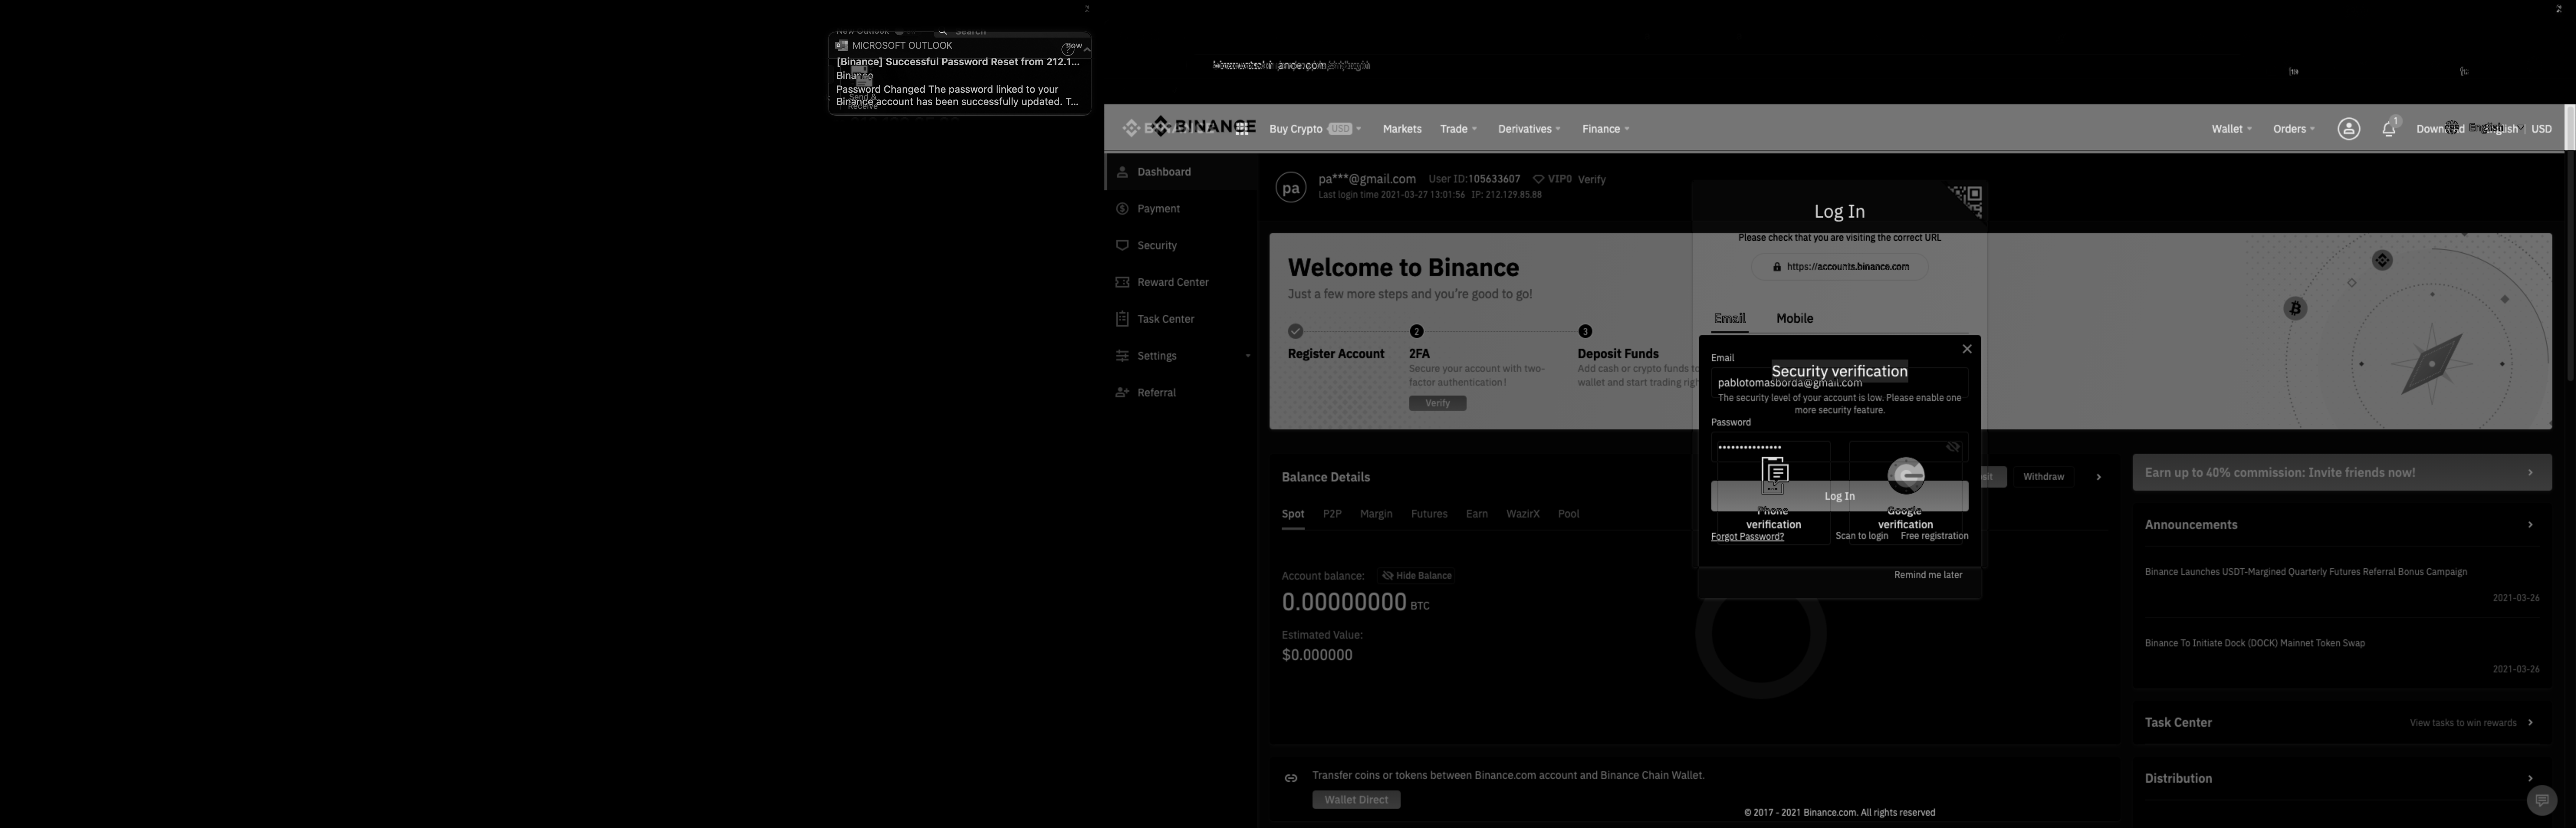 2
2
Search
MICROSOFT OUTLOOK
now
[Binance] Successful Password Reset from 212.1...
Binance
Password Changed The password linked to your
Binance account has been successfully updated. T...
Send &
Receive
BINANCE
Buy Crypto USD
Markets
Trade
Derivatives
Finance
Wallet
Orders
1
English
USD
Dashboard
Payment
Security
Reward Center
Task Center
Settings
Referral
pa
pa***@gmail.com User ID:105633607 VIP0 Verify
Last login time 2021-03-27 13:01:56 IP: 212.129.85.88
Welcome to Binance
Just a few more steps and you're good to go!
2
3
Register Account
2FA
Deposit Funds
Secure your account with two-
factor authentication!
Add cash or crypto funds to
wallet and start trading righ
Verify
Log In
Please check that you are visiting the correct URL
https://accounts.binance.com
Email
Mobile
Email
Security verification
pablotomasborda@gmail.com
The security level of your account is low. Please enable one
more security feature.
Password
Log In
Phone
verification
Google
verification
Forgot Password?
Scan to login
Free registration
Remind me later
Balance Details
Withdraw
Spot
P2P
Margin
Futures
Earn
WazirX
Pool
Account balance:
Hide Balance
0.00000000 BTC
Estimated Value:
$0.000000
Transfer coins or tokens between Binance.com account and Binance Chain Wallet.
Wallet Direct
© 2017 - 2021 Binance.com. All rights reserved
Earn up to 40% commission: Invite friends now!
Announcements
Binance Launches USDT-Margined Quarterly Futures Referral Bonus Campaign
2021-03-26
Binance To Initiate Dock (DOCK) Mainnet Token Swap
2021-03-26
Task Center
View tasks to win rewards
Distribution